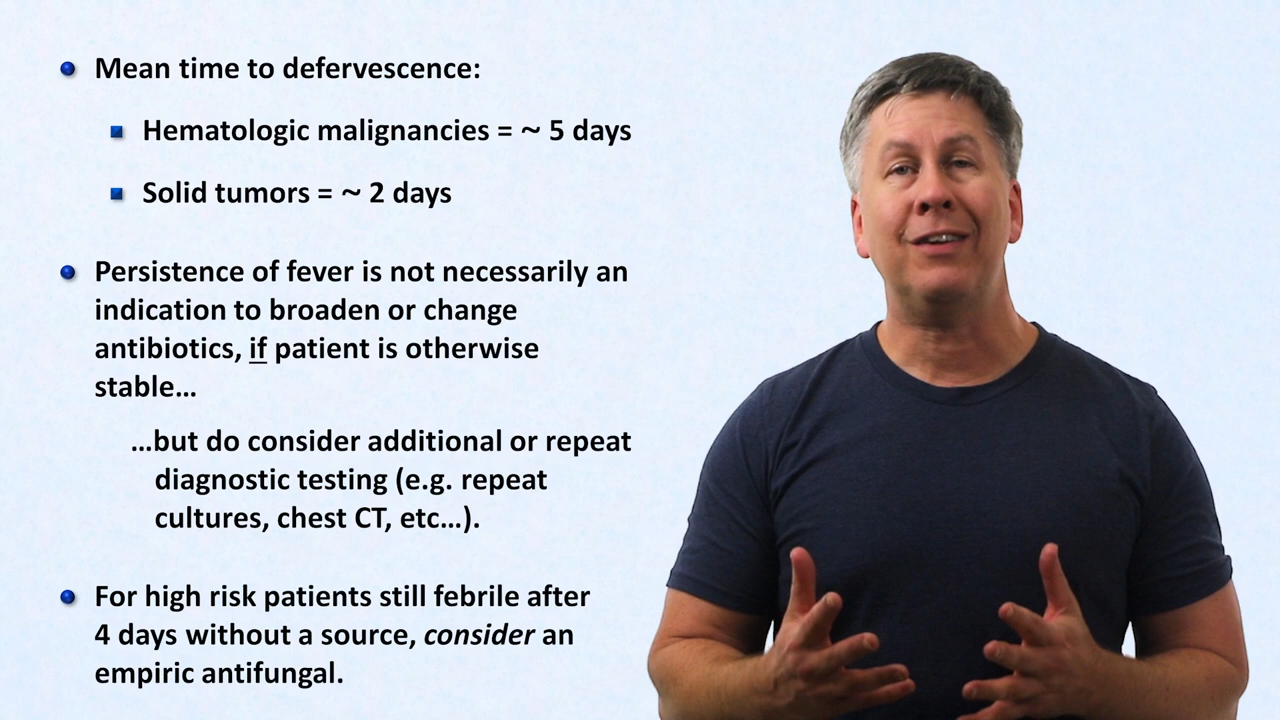 Mean time to defervescence:
Hematologic malignancies = ~ 5 days
Solid tumors = ~ 2 days
Persistence of fever is not necessarily an
indication to broaden or change
antibiotics, if patient is otherwise
stable…
…but do consider additional or repeat
diagnostic testing (e.g. repeat
cultures, chest CT, etc…).
For high risk patients still febrile after
4 days without a source, consider an
empiric antifungal.